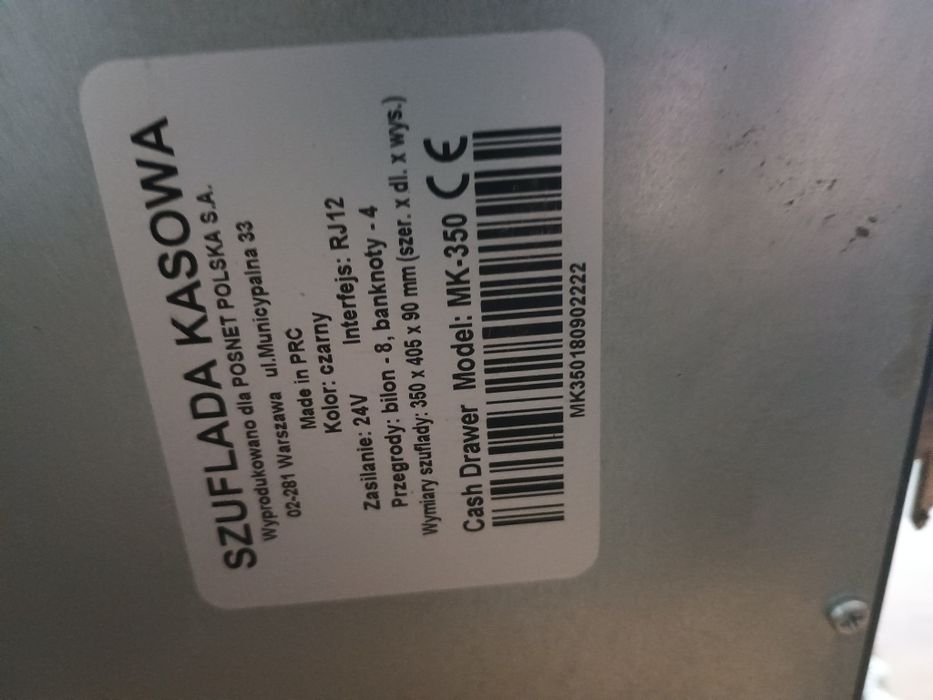 SZUFLADA KASOWA
Wyprodukowano dla POSNET POLSKA S.A.
02-281 Warszawa ul.Municypalna 33
Made in PRC
Kolor: czarny
Zasilanie: 24V Interfejs: RJ12
Przegrody: bilon - 8, banknoty - 4
Wymiary szuflady: 350 x 405 x 90 mm (szer. x dl. x wys.)
Cash Drawer Model: MK-350 CE
MK350180902222